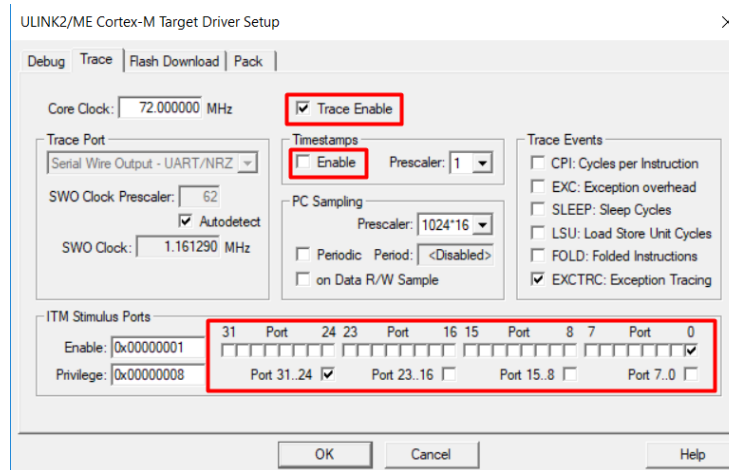 ULINK2/ME Cortex-M Target Driver Setup
Debug Trace Flash Download Pack
Core Clock: 72.000000 MHz Trace Enable
Trace Port
Serial Wire Output - UART/NRZ
SWO Clock Prescaler: 62
Autodetect
SWO Clock: 1.161290 MHz
Timestamps
Enable Prescaler: 1
PC Sampling
Prescaler: 1024*16
Periodic Period: <Disabled>
on Data R/W Sample
Trace Events
CPI: Cycles per Instruction
EXC: Exception overhead
SLEEP: Sleep Cycles
LSU: Load Store Unit Cycles
FOLD: Folded Instructions
EXCTRC: Exception Tracing
ITM Stimulus Ports
31 Port 24 23 Port 16 15 Port 8 7 Port 0
Enable: 0x00000001
Privilege: 0x00000008 Port 31..24 Port 23..16 Port 15..8 Port 7..0
OK Cancel Help